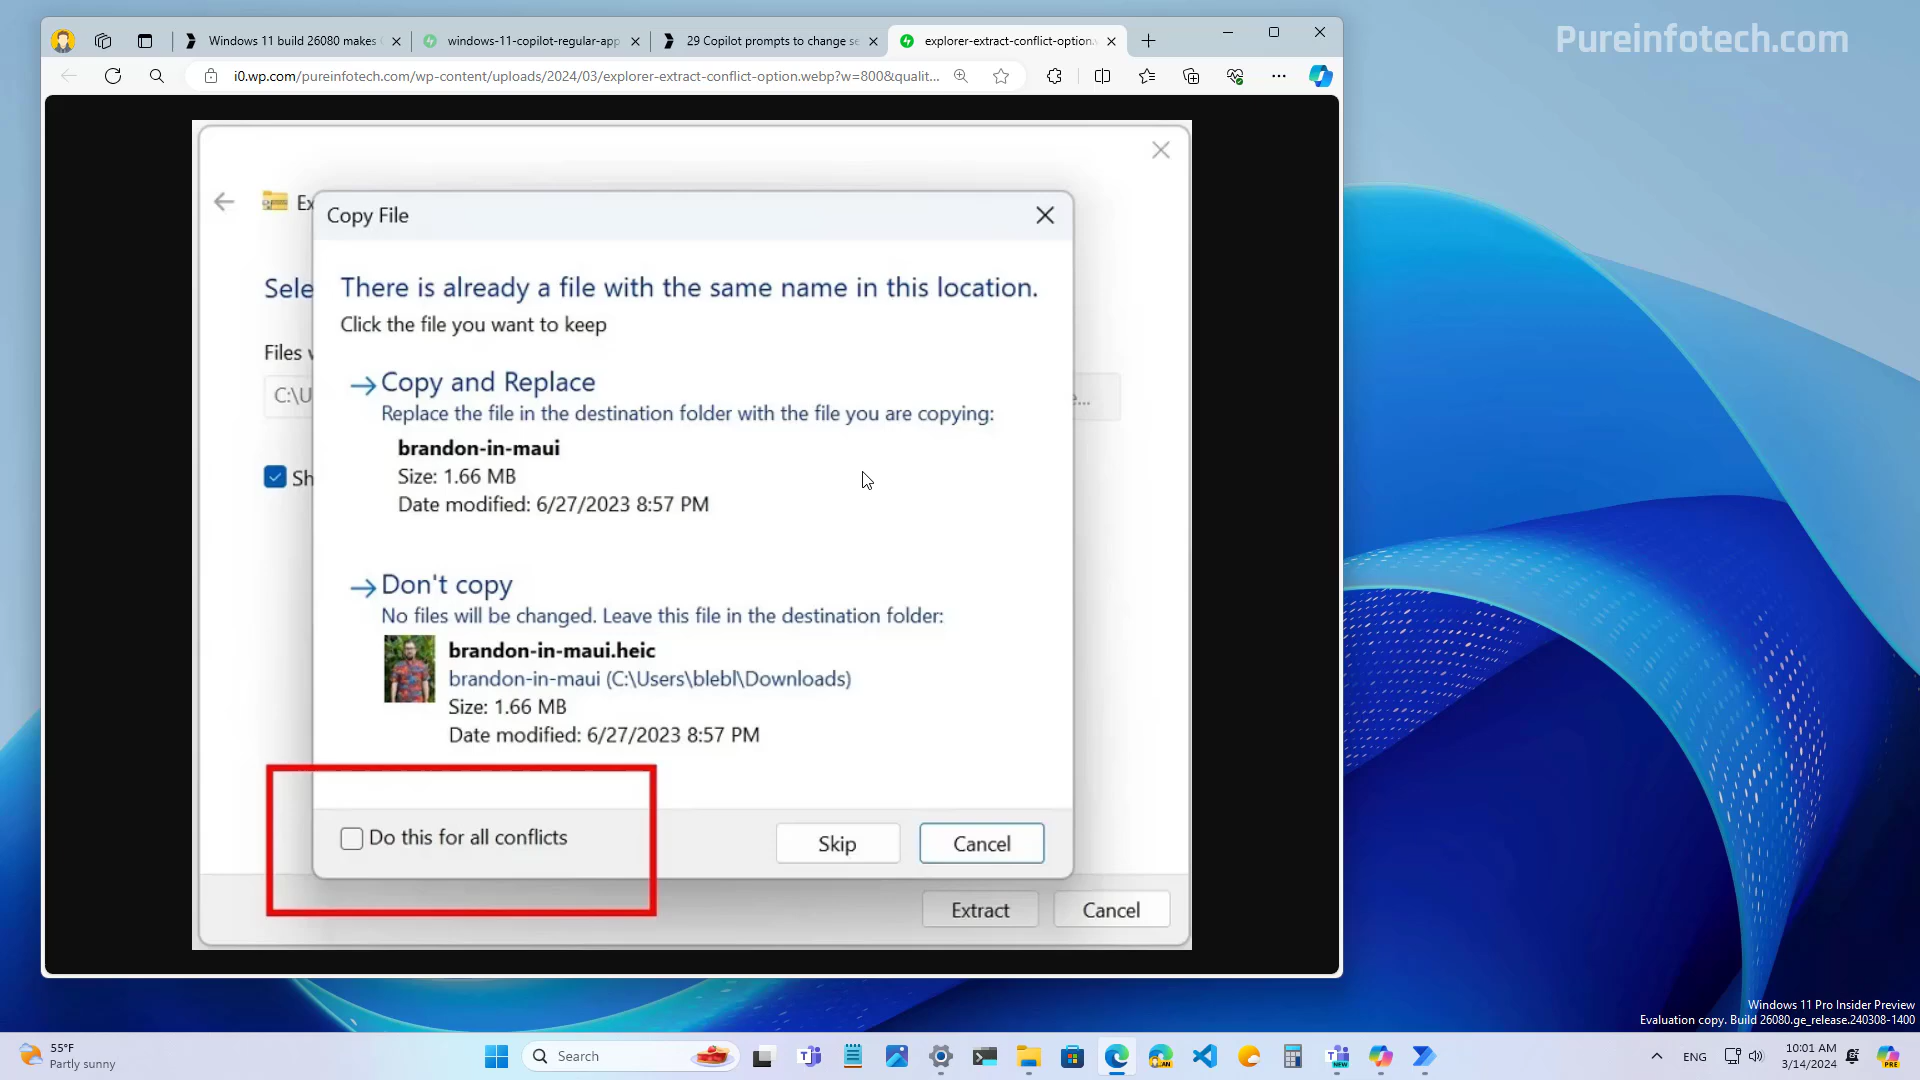 Pureinfotech.com
Windows 11 build 26080 makes
windows-11-copilot-regular-app
29 Copilot prompts to change se
explorer-extract-conflict-option.
i0.wp.com/pureinfotech.com/wp-content/uploads/2024/03/explorer-extract-conflict-option.webp?w=800&qualit...
Ex
Copy File
Sele
There is already a file with the same name in this location.
Click the file you want to keep
Files w
Copy and Replace
C:\U
e...
Replace the file in the destination folder with the file you are copying:
brandon-in-maui
Sh
Size: 1.66 MB
Date modified: 6/27/2023 8:57 PM
Don't copy
No files will be changed. Leave this file in the destination folder:
brandon-in-maui.heic
brandon-in-maui (C:\Users\blebl\Downloads)
Size: 1.66 MB
Date modified: 6/27/2023 8:57 PM
Do this for all conflicts
Skip
Cancel
Extract
Cancel
Windows 11 Pro Insider Preview
Evaluation copy. Build 26080.ge_release.240308-1400
55°F
Partly sunny
Search
NEW
ENG
10:01 AM
3/14/2024
PRE